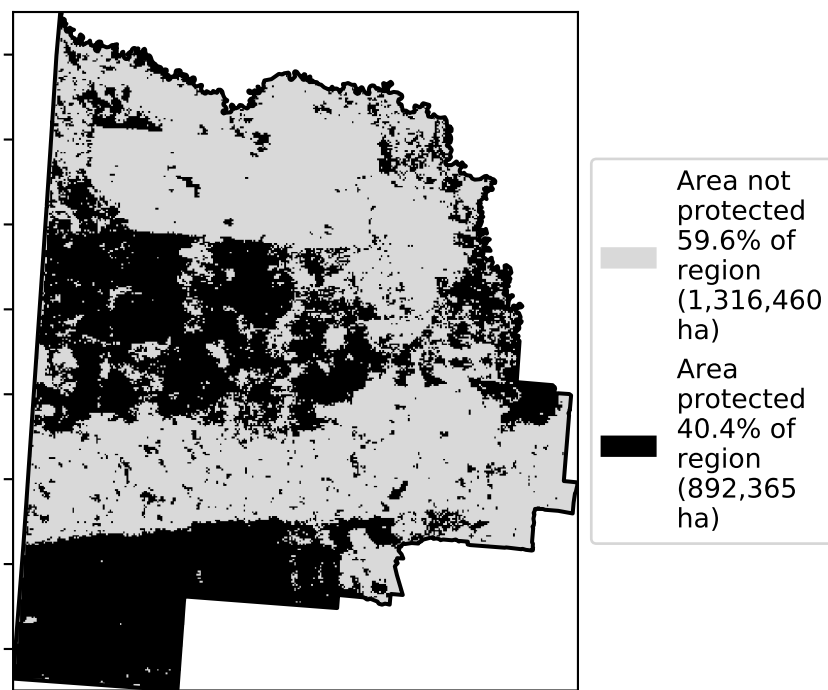 Area not
protected
59.6% of
region
(1,316,460
ha)
Area
protected
40.4% of
region
(892,365
ha)